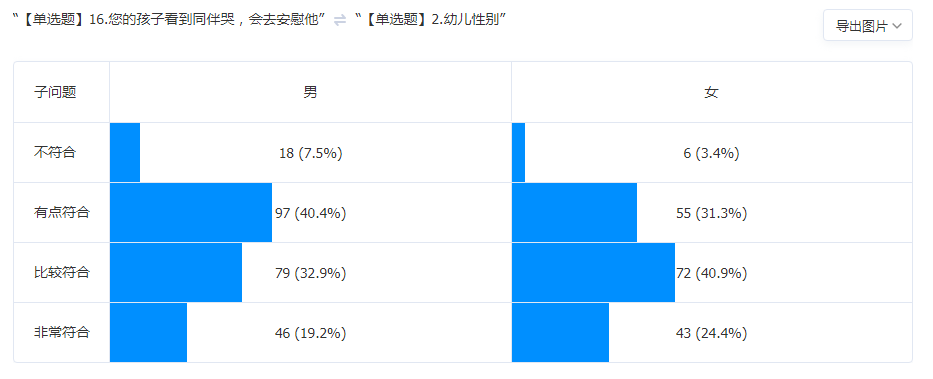 “【单选题】16.您的孩子看到同伴哭，会去安慰他” ⇌ “【单选题】2.幼儿性别”
导出图片
子问题 男 女
不符合 18 (7.5%) 6 (3.4%)
有点符合 97 (40.4%) 55 (31.3%)
比较符合 79 (32.9%) 72 (40.9%)
非常符合 46 (19.2%) 43 (24.4%)